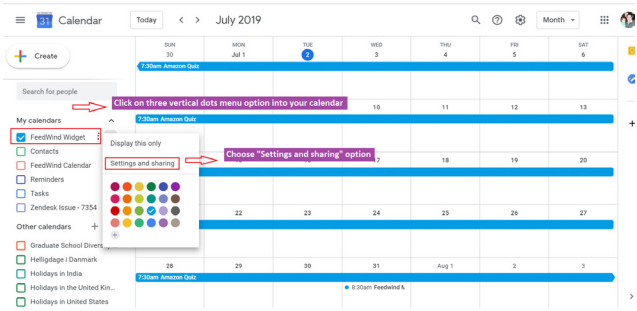 31 Calendar Today < > July 2019 Month
Create
SUN MON TUE WED THU FRI SAT
30 Jul 1 2 3 4 5 6
7:30am Amazon Quiz
Search for people
Click on three vertical dots menu option into your calendar
10 11 12 13
My calendars
7:30am Amazon Quiz
FeedWind Widget
Display this only
Contacts
Choose "Settings and sharing" option
FeedWind Calendar
Settings and sharing
17 18 19 20
Reminders
Tasks
Zendesk Issue - 7354
22 23 24 25 26 27
Other calendars
Graduate School Divers
Helligdage i Danmark
28 29 30 31 Aug 1 2 3
Holidays in India
7:30am Amazon Quiz
Holidays in the United Kin...
8:30am Feedwind
Holidays in United States